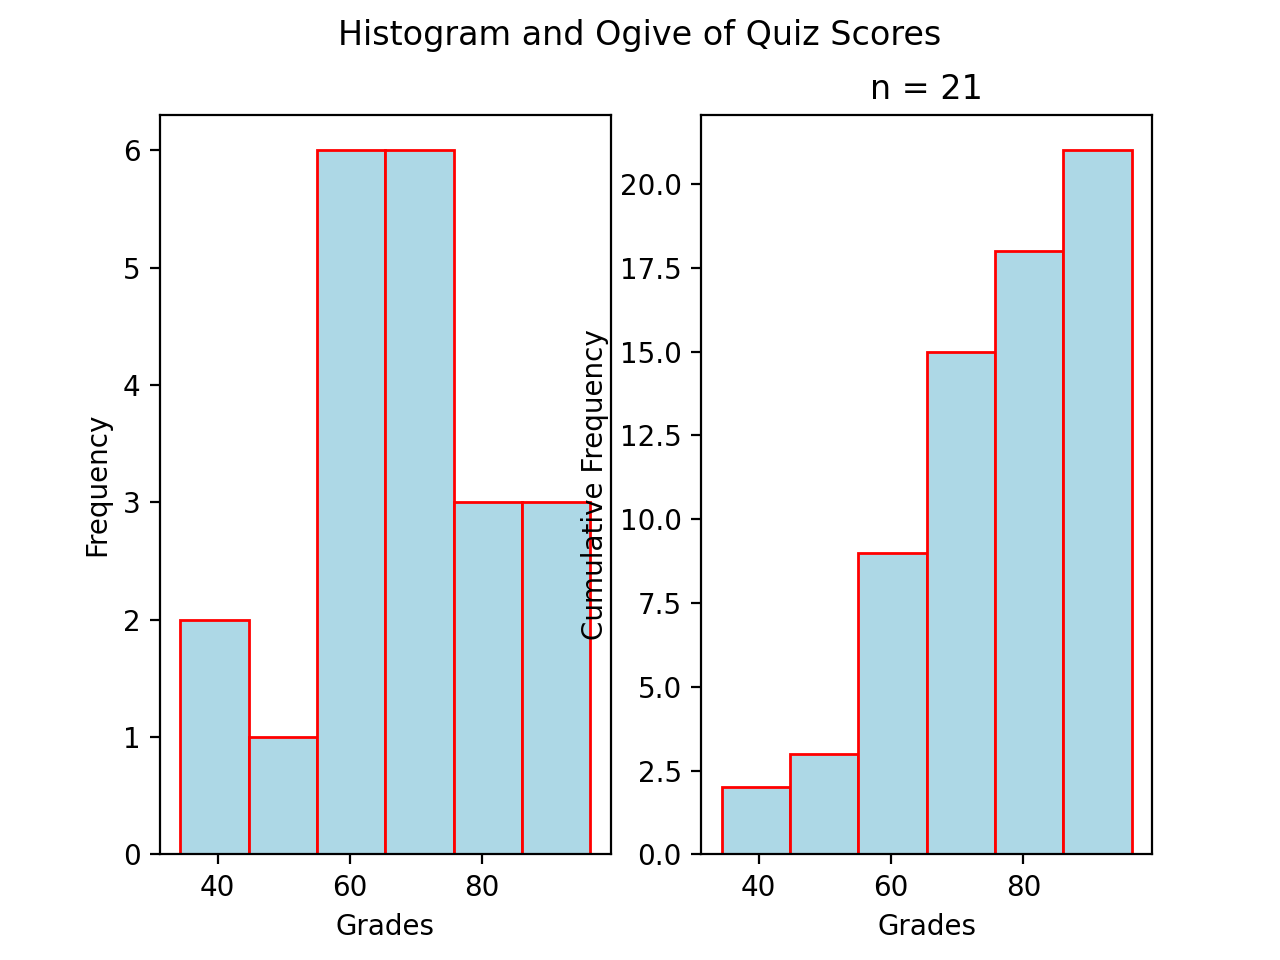 Histogram and Ogive of Quiz Scores
n = 21
Frequency
6
5
4
3
2
1
0
40 60 80
Grades
Cumulative Frequency
20.0
17.5
15.0
12.5
10.0
7.5
5.0
2.5
0.0
40 60 80
Grades